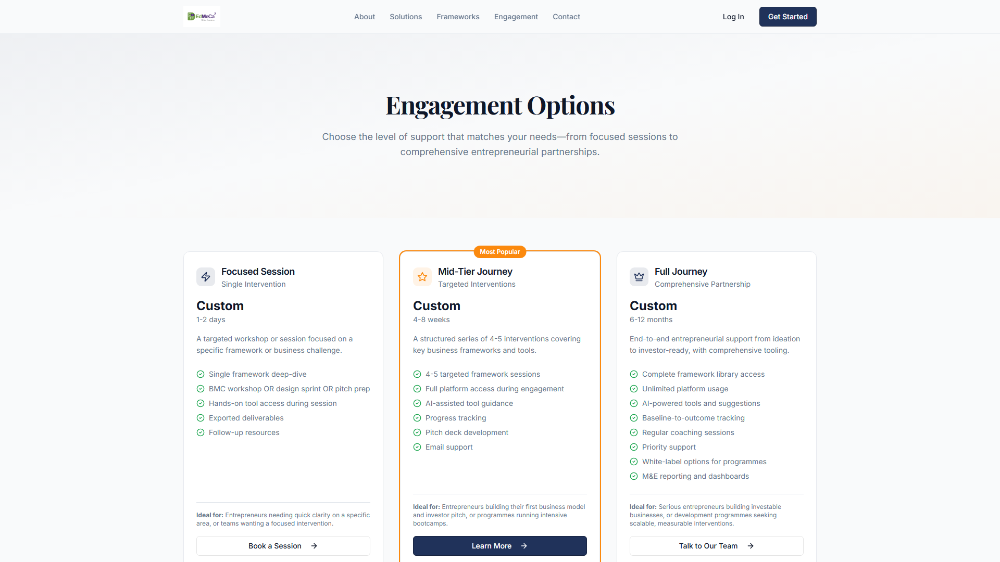 EdMeCa²
About
Solutions
Frameworks
Engagement
Contact
Log In
Get Started
Engagement Options
Choose the level of support that matches your needs—from focused sessions to
comprehensive entrepreneurial partnerships.
Focused Session
Single Intervention
Custom
1-2 days
A targeted workshop or session focused on a
specific framework or business challenge.
Single framework deep-dive
BMC workshop OR design sprint OR pitch prep
Hands-on tool access during session
Exported deliverables
Follow-up resources
Ideal for: Entrepreneurs needing quick clarity on a specific
area, or teams wanting a focused intervention.
Book a Session
Most Popular
Mid-Tier Journey
Targeted Interventions
Custom
4-8 weeks
A structured series of 4-5 interventions covering
key business frameworks and tools.
4-5 targeted framework sessions
Full platform access during engagement
AI-assisted tool guidance
Progress tracking
Pitch deck development
Email support
Ideal for: Entrepreneurs building their first business model
and investor pitch, or programmes running intensive
bootcamps.
Learn More
Full Journey
Comprehensive Partnership
Custom
6-12 months
End-to-end entrepreneurial support from ideation
to investor-ready, with comprehensive tooling.
Complete framework library access
Unlimited platform usage
AI-powered tools and suggestions
Baseline-to-outcome tracking
Regular coaching sessions
Priority support
White-label options for programmes
M&E reporting and dashboards
Ideal for: Serious entrepreneurs building investable
businesses, or development programmes seeking
scalable, measurable interventions.
Talk to Our Team